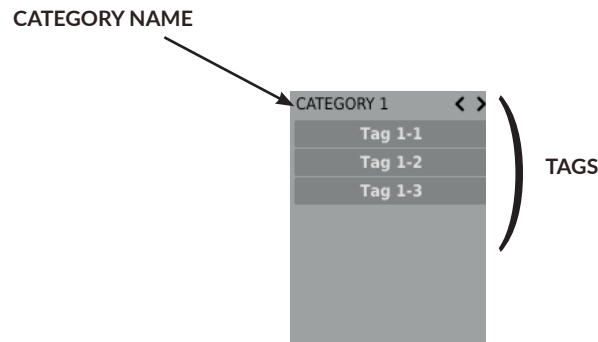 CATEGORY NAME
CATEGORY 1 < >
Tag 1-1
Tag 1-2
Tag 1-3
TAGS